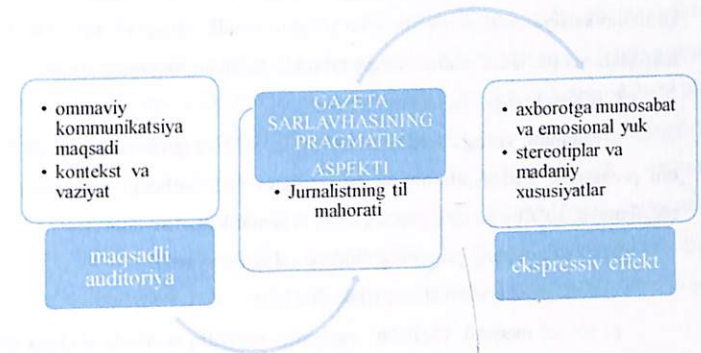 • ommaviy
kommunikatsiya
maqsadi
• kontekst va
vaziyat
maqsadli
auditoriya
GAZETA
SARLAVHASINING
PRAGMATIK
ASPEKTI
• Jurnalistning til
mahorati
• axborotga munosabat
va emosional yuk
• stereotiplar va
madaniy
xususiyatlar
ekspressiv effekt